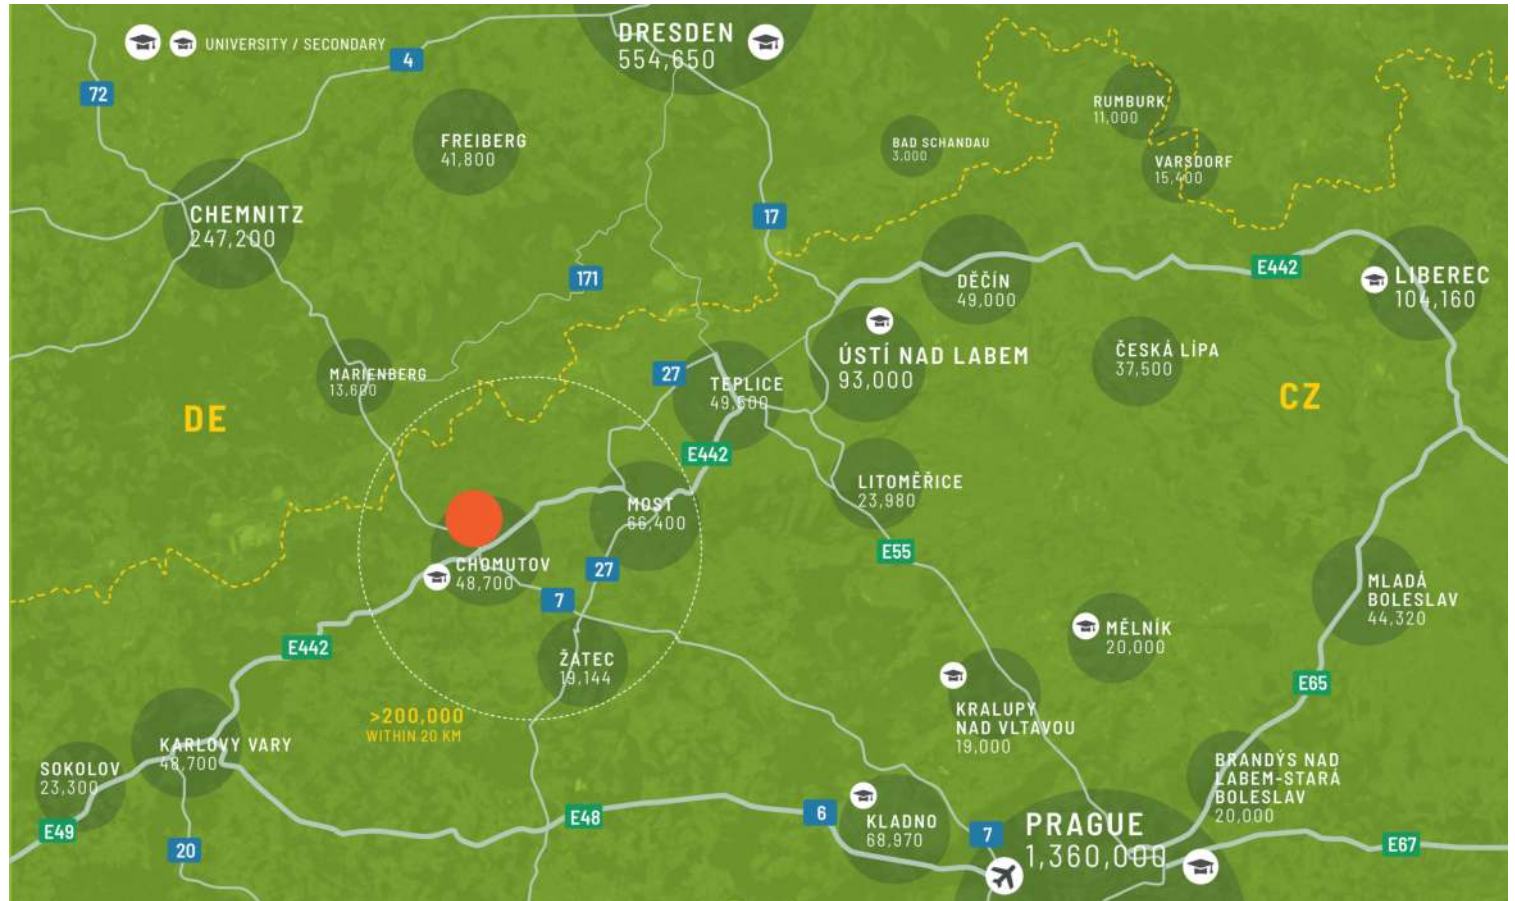 UNIVERSITY / SECONDARY
4
72
DRESDEN
554,650
FREIBERG
41,800
RUMBURK
11,000
BAD SCHANDAU
3,000
VARSDORF
15,400
CHEMNITZ
247,200
17
171
DĚČÍN
49,000
E442
LIBEREC
104,160
MARIENBERG
13,600
27
TEPLICE
49,500
ÚSTÍ NAD LABEM
93,000
ČESKÁ LÍPA
37,500
DE
CZ
E442
MOST
66,400
LITOMĚŘICE
23,980
E55
CHOMUTOV
48,700
27
7
MLADÁ
BOLESLAV
44,320
MĚLNÍK
20,000
E442
ŽATEC
19,144
E65
>200,000
WITHIN 20 KM
KRALUPY
NAD VLTAVOU
19,000
KARLOVY VARY
48,700
SOKOLOV
23,300
BRANDÝS NAD
LABEM-STARÁ
BOLESLAV
20,000
E49
20
E48
6
KLADNO
68,970
7
PRAGUE
1,360,000
E67